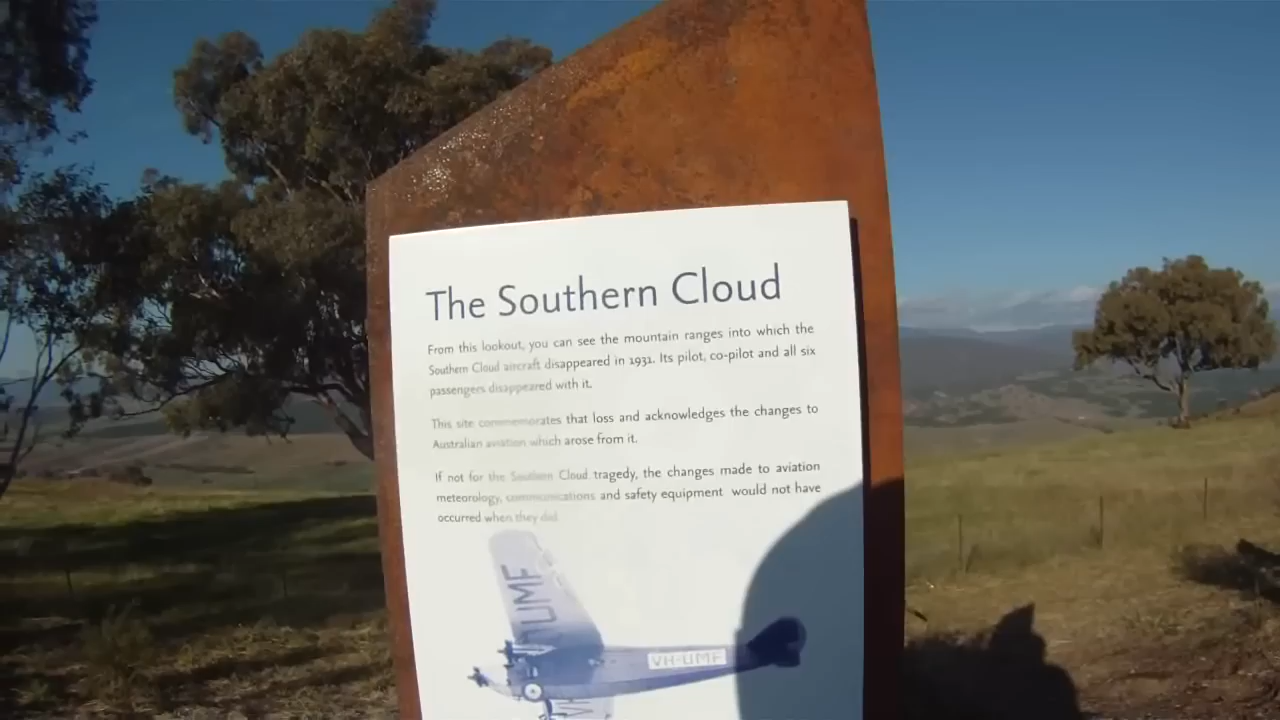 The Southern Cloud
From this lookout, you can see the mountain ranges into which the
Southern Cloud aircraft disappeared in 1931. Its pilot, co-pilot and all six
passengers disappeared with it.
This site commemorates that loss and acknowledges the changes to
Australian aviation which arose from it.
If not for the Southern Cloud tragedy, the changes made to aviation
meteorology, communications and safety equipment would not have
occurred when they did.
UMF
VH-UMF
VH